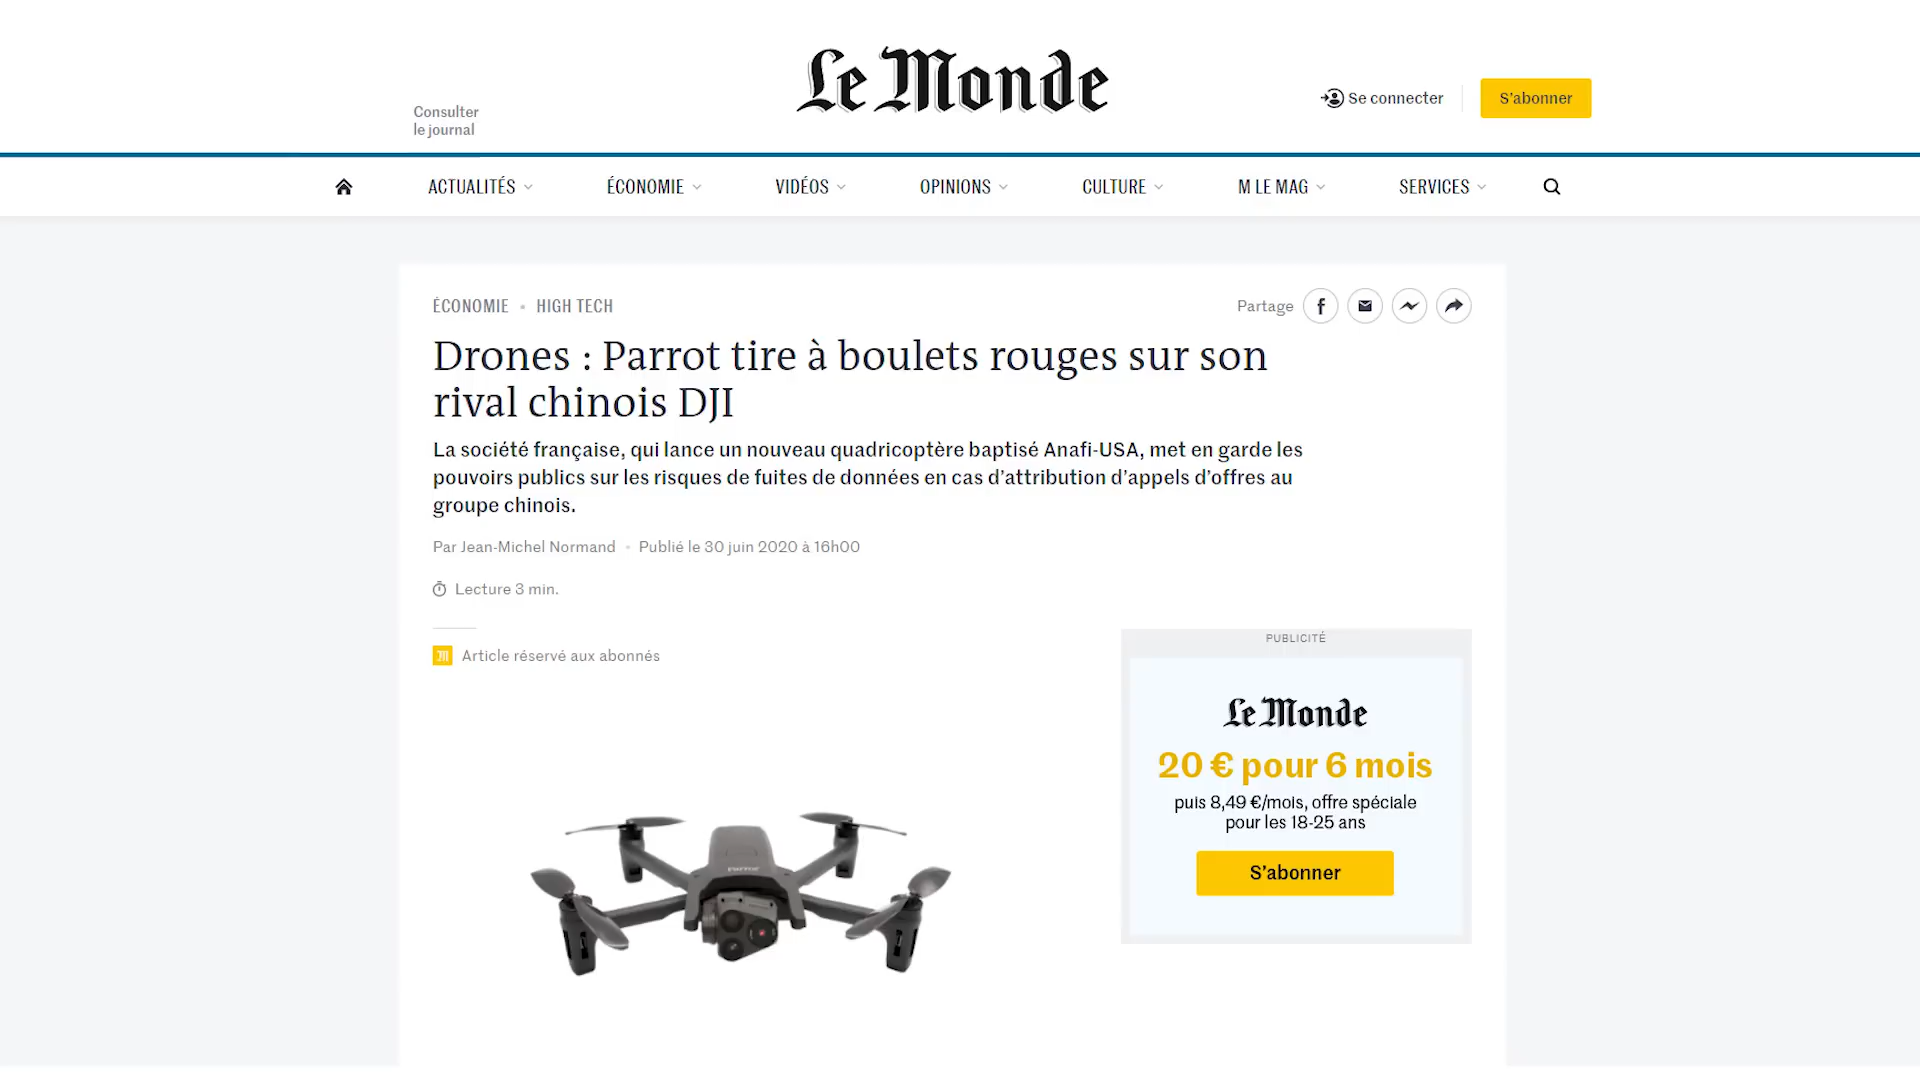 Le Monde
Consulter
le journal
Se connecter
S'abonner
ACTUALITÉS
ÉCONOMIE
VIDÉOS
OPINIONS
CULTURE
M LE MAG
SERVICES
ÉCONOMIE • HIGH TECH
Partage
Drones : Parrot tire à boulets rouges sur son
rival chinois DJI
La société française, qui lance un nouveau quadricoptère baptisé Anafi-USA, met en garde les
pouvoirs publics sur les risques de fuites de données en cas d'attribution d'appels d'offres au
groupe chinois.
Par Jean-Michel Normand • Publié le 30 juin 2020 à 16h00
Lecture 3 min.
Article réservé aux abonnés
PUBLICITÉ
Le Monde
20 € pour 6 mois
puis 8,49 €/mois, offre spéciale
pour les 18-25 ans
S'abonner
Parrot